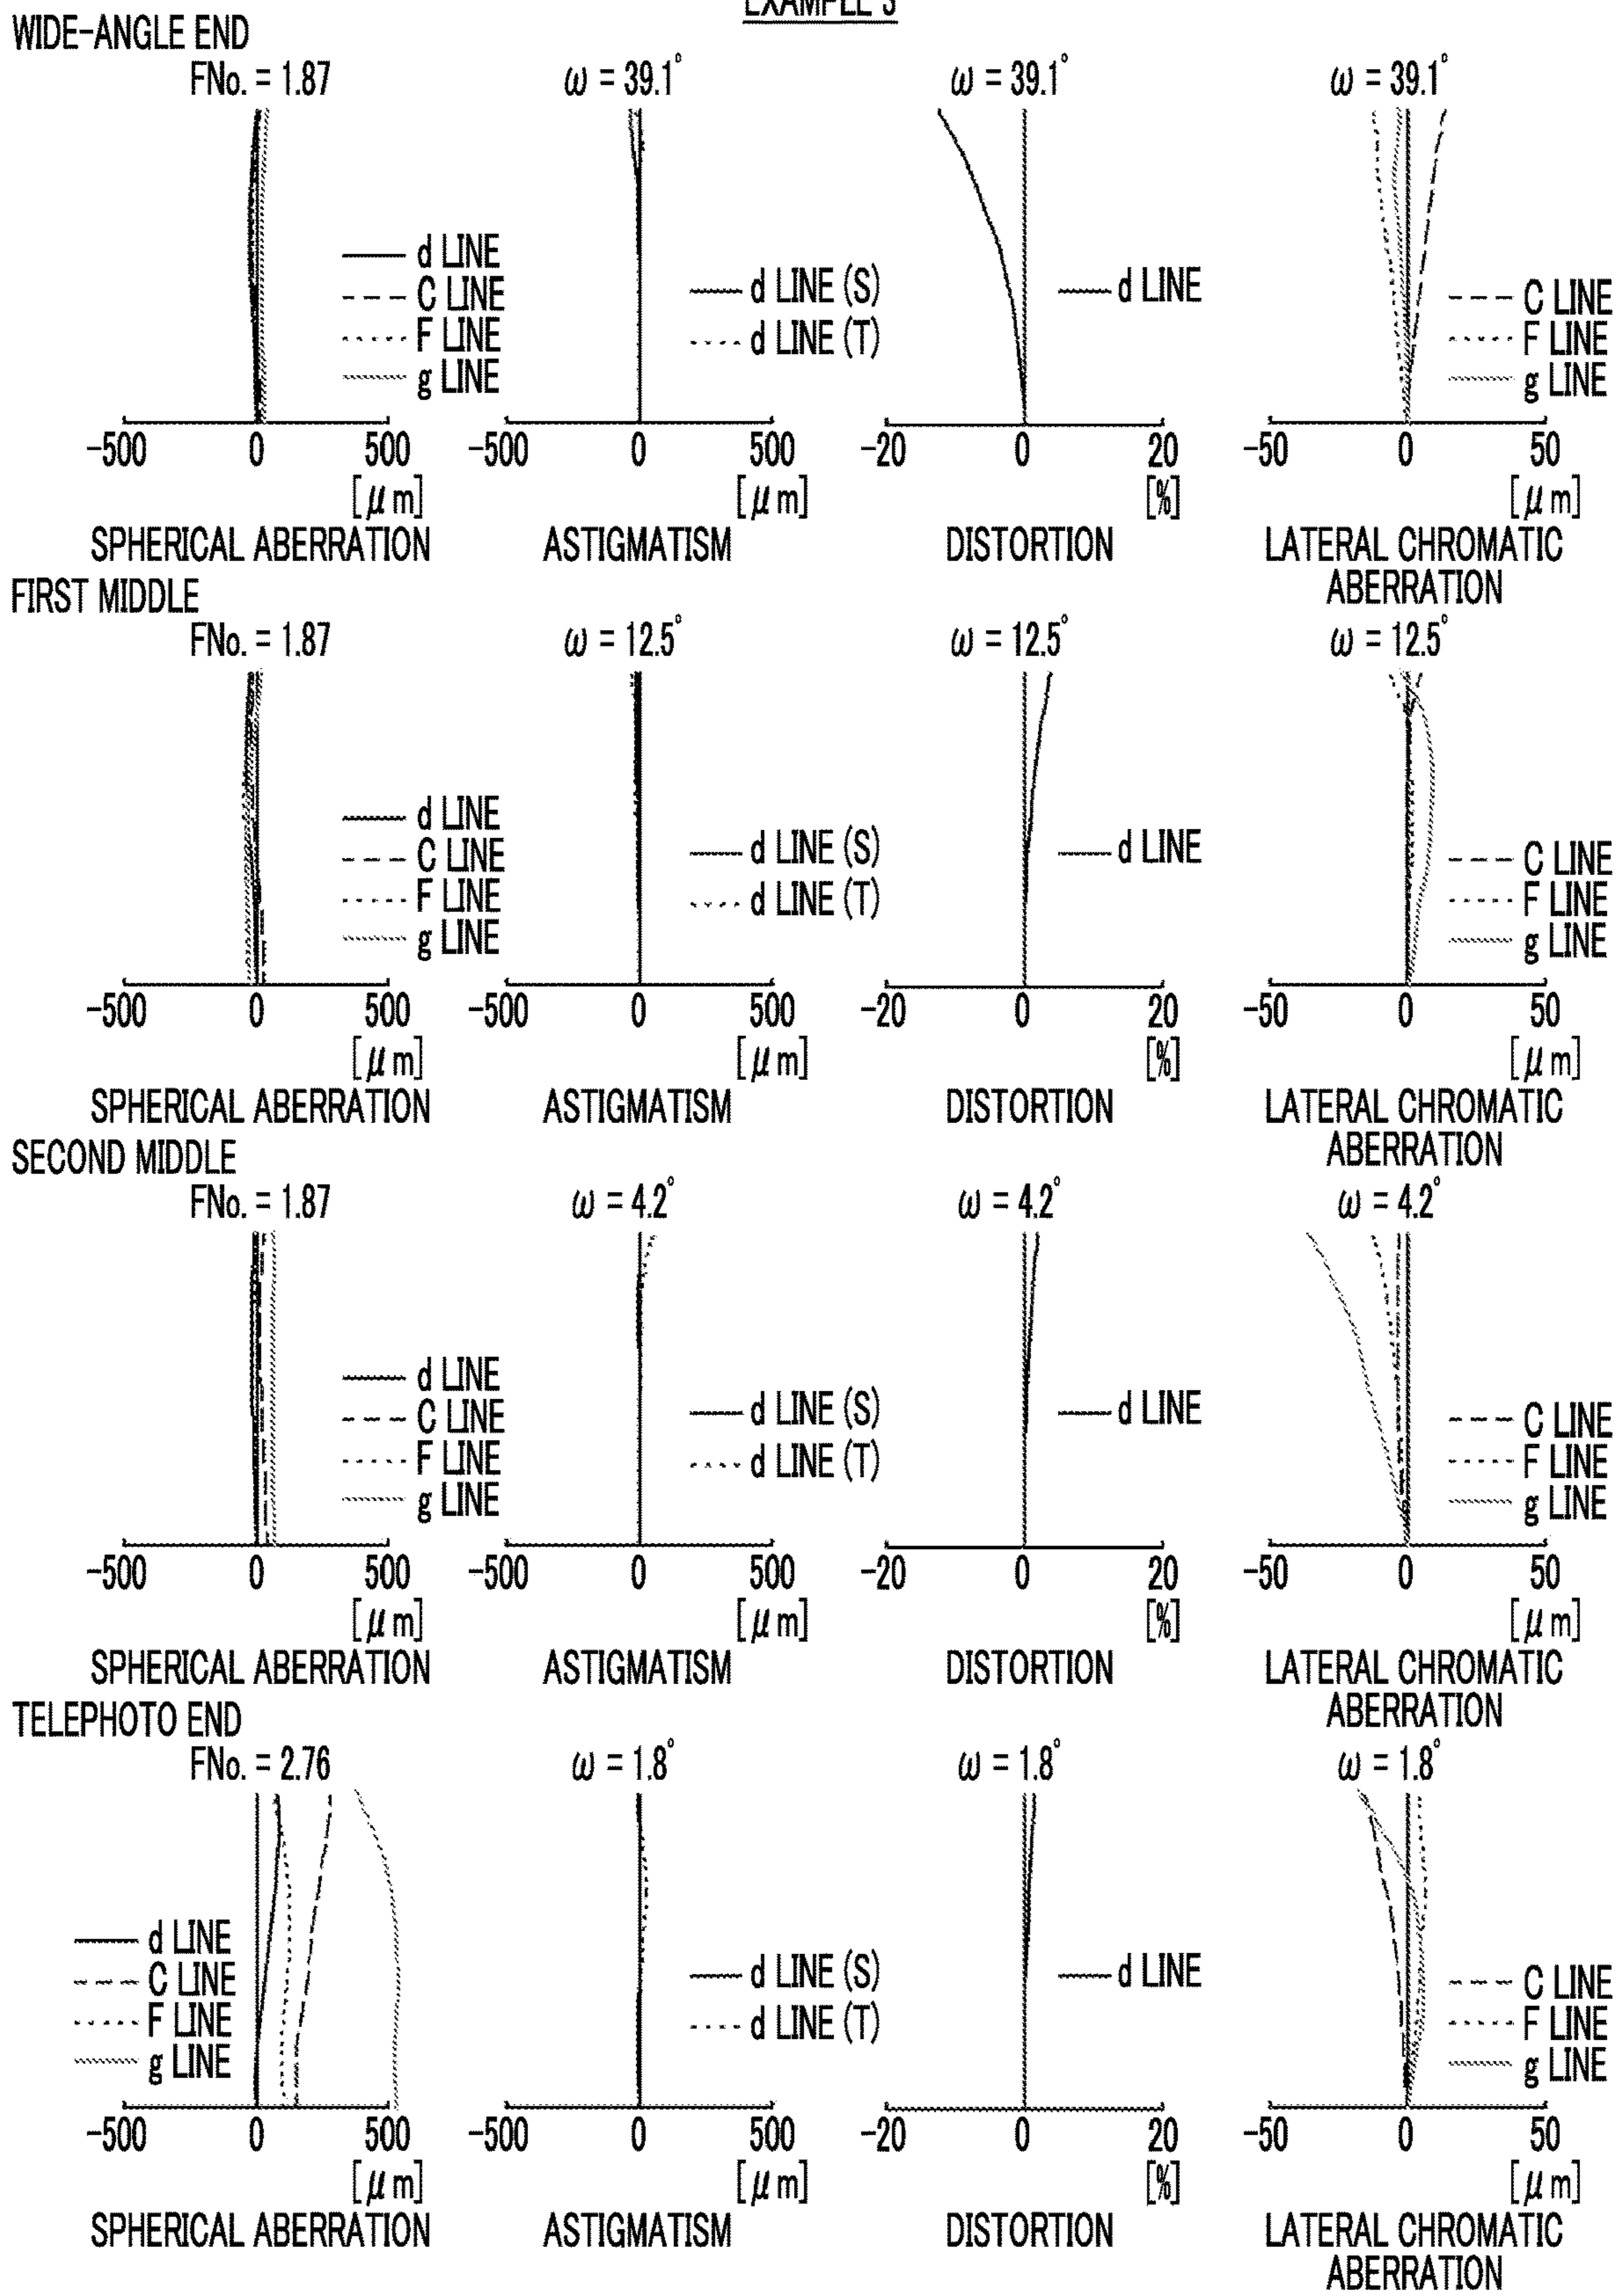 EXAMPLE 3
WIDE-ANGLE END
FNo. = 1.87
ω = 39.1°
ω = 39.1°
ω = 39.1°
d LINE
C LINE
F LINE
g LINE
d LINE (S)
d LINE (T)
d LINE
C LINE
F LINE
g LINE
-500 0 500
-500 0 500
-20 0 20
-50 0 50
[μm]
[μm]
[%]
[μm]
SPHERICAL ABERRATION
ASTIGMATISM
DISTORTION
LATERAL CHROMATIC
ABERRATION
FIRST MIDDLE
FNo. = 1.87
ω = 12.5°
ω = 12.5°
ω = 12.5°
d LINE
C LINE
F LINE
g LINE
d LINE (S)
d LINE (T)
d LINE
C LINE
F LINE
g LINE
-500 0 500
-500 0 500
-20 0 20
-50 0 50
[μm]
[μm]
[%]
[μm]
SPHERICAL ABERRATION
ASTIGMATISM
DISTORTION
LATERAL CHROMATIC
ABERRATION
SECOND MIDDLE
FNo. = 1.87
ω = 4.2°
ω = 4.2°
ω = 4.2°
d LINE
C LINE
F LINE
g LINE
d LINE (S)
d LINE (T)
d LINE
C LINE
F LINE
g LINE
-500 0 500
-500 0 500
-20 0 20
-50 0 50
[μm]
[μm]
[%]
[μm]
SPHERICAL ABERRATION
ASTIGMATISM
DISTORTION
LATERAL CHROMATIC
ABERRATION
TELEPHOTO END
FNo. = 2.76
ω = 1.8°
ω = 1.8°
ω = 1.8°
d LINE
C LINE
F LINE
g LINE
d LINE (S)
d LINE (T)
d LINE
C LINE
F LINE
g LINE
-500 0 500
-500 0 500
-20 0 20
-50 0 50
[μm]
[μm]
[%]
[μm]
SPHERICAL ABERRATION
ASTIGMATISM
DISTORTION
LATERAL CHROMATIC
ABERRATION